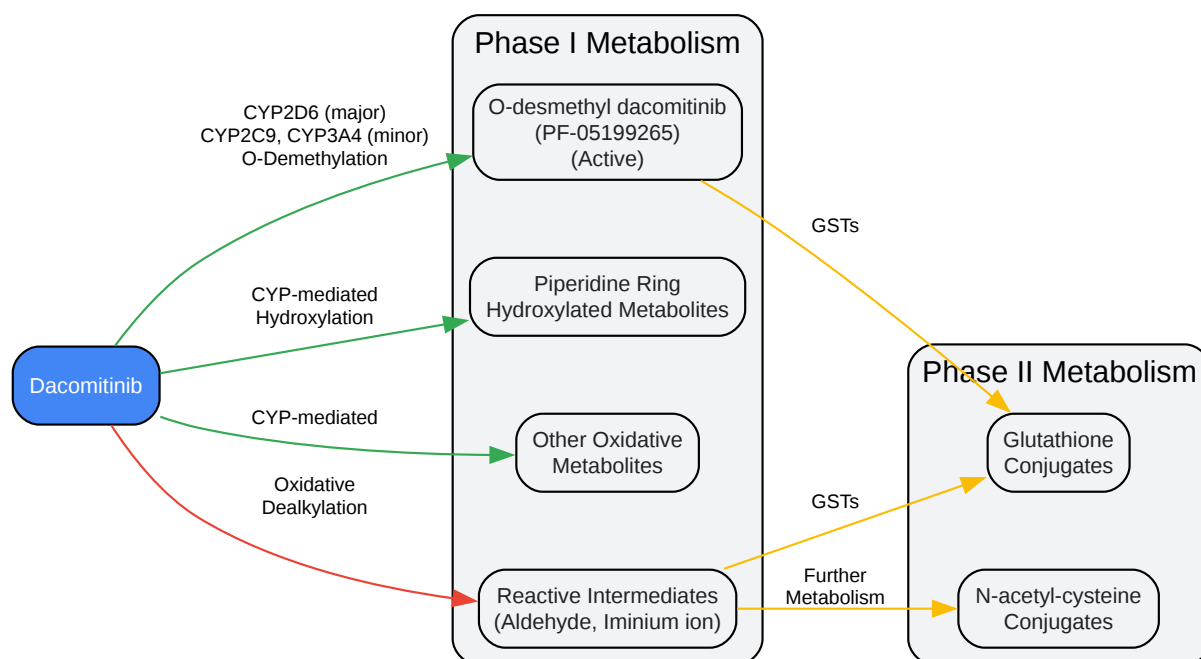 Phase I Metabolism
CYP2D6 (major)
CYP2C9, CYP3A4 (minor)
O-Demethylation
O-desmethyl dacomitinib
(PF-05199265)
(Active)
GSTs
CYP-mediated
Hydroxylation
Piperidine Ring
Hydroxylated Metabolites
Dacomitinib
Phase II Metabolism
CYP-mediated
Other Oxidative
Metabolites
Glutathione
Conjugates
Oxidative
Dealkylation
GSTs
Reactive Intermediates
(Aldehyde, Iminium ion)
Further
Metabolism
N-acetyl-cysteine
Conjugates